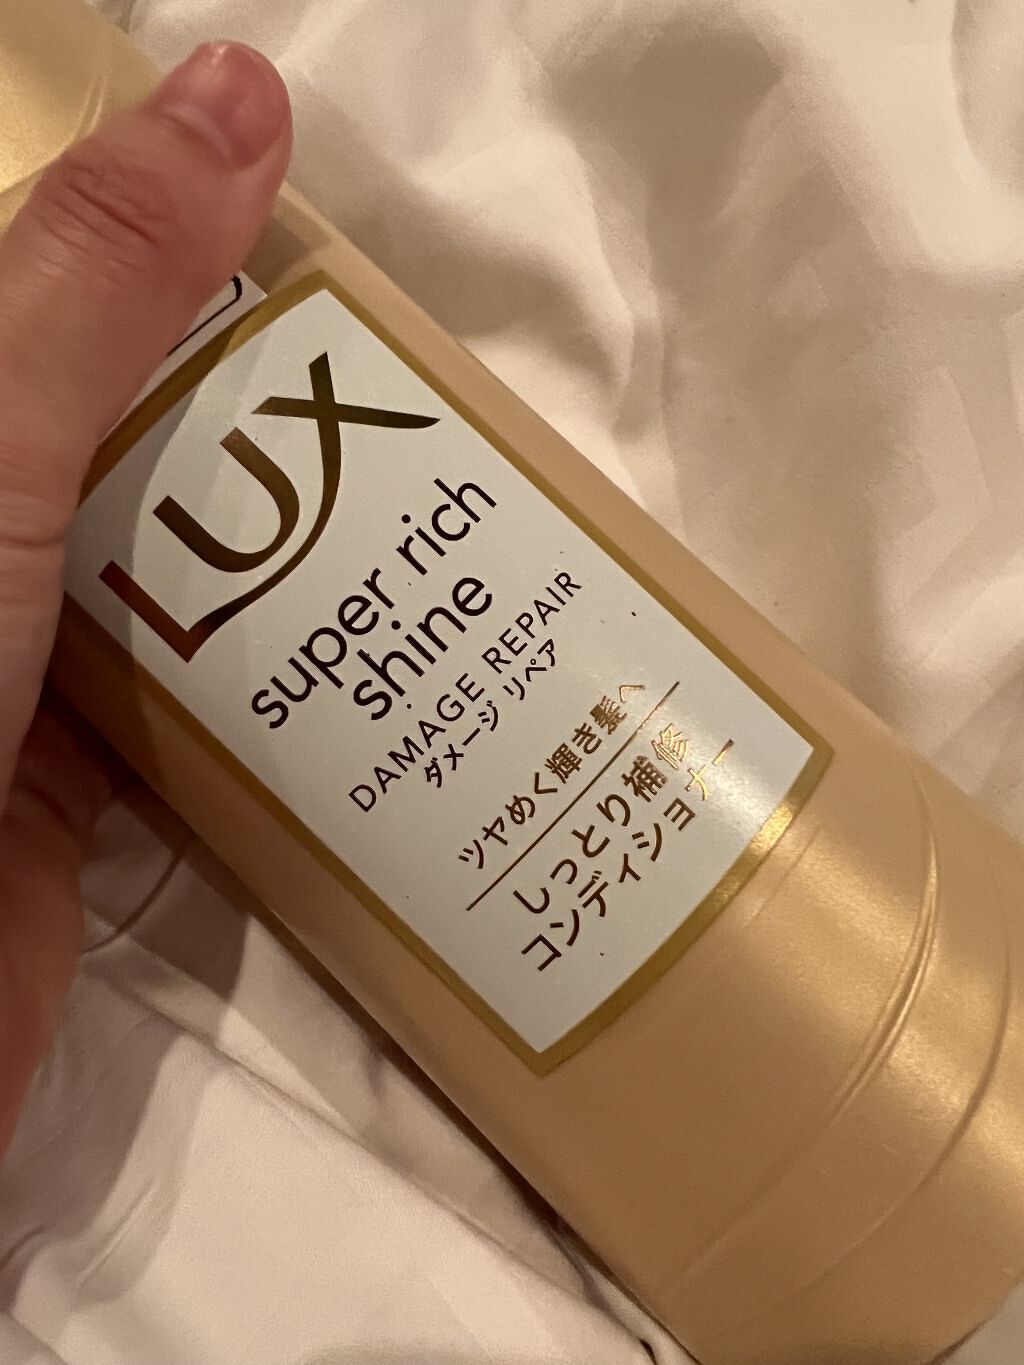 LUX
super rich
shine
DAMAGE REPAIR
ダメージ リペア
ツヤめく輝き髪へ
しっとり補修
コンディショナー